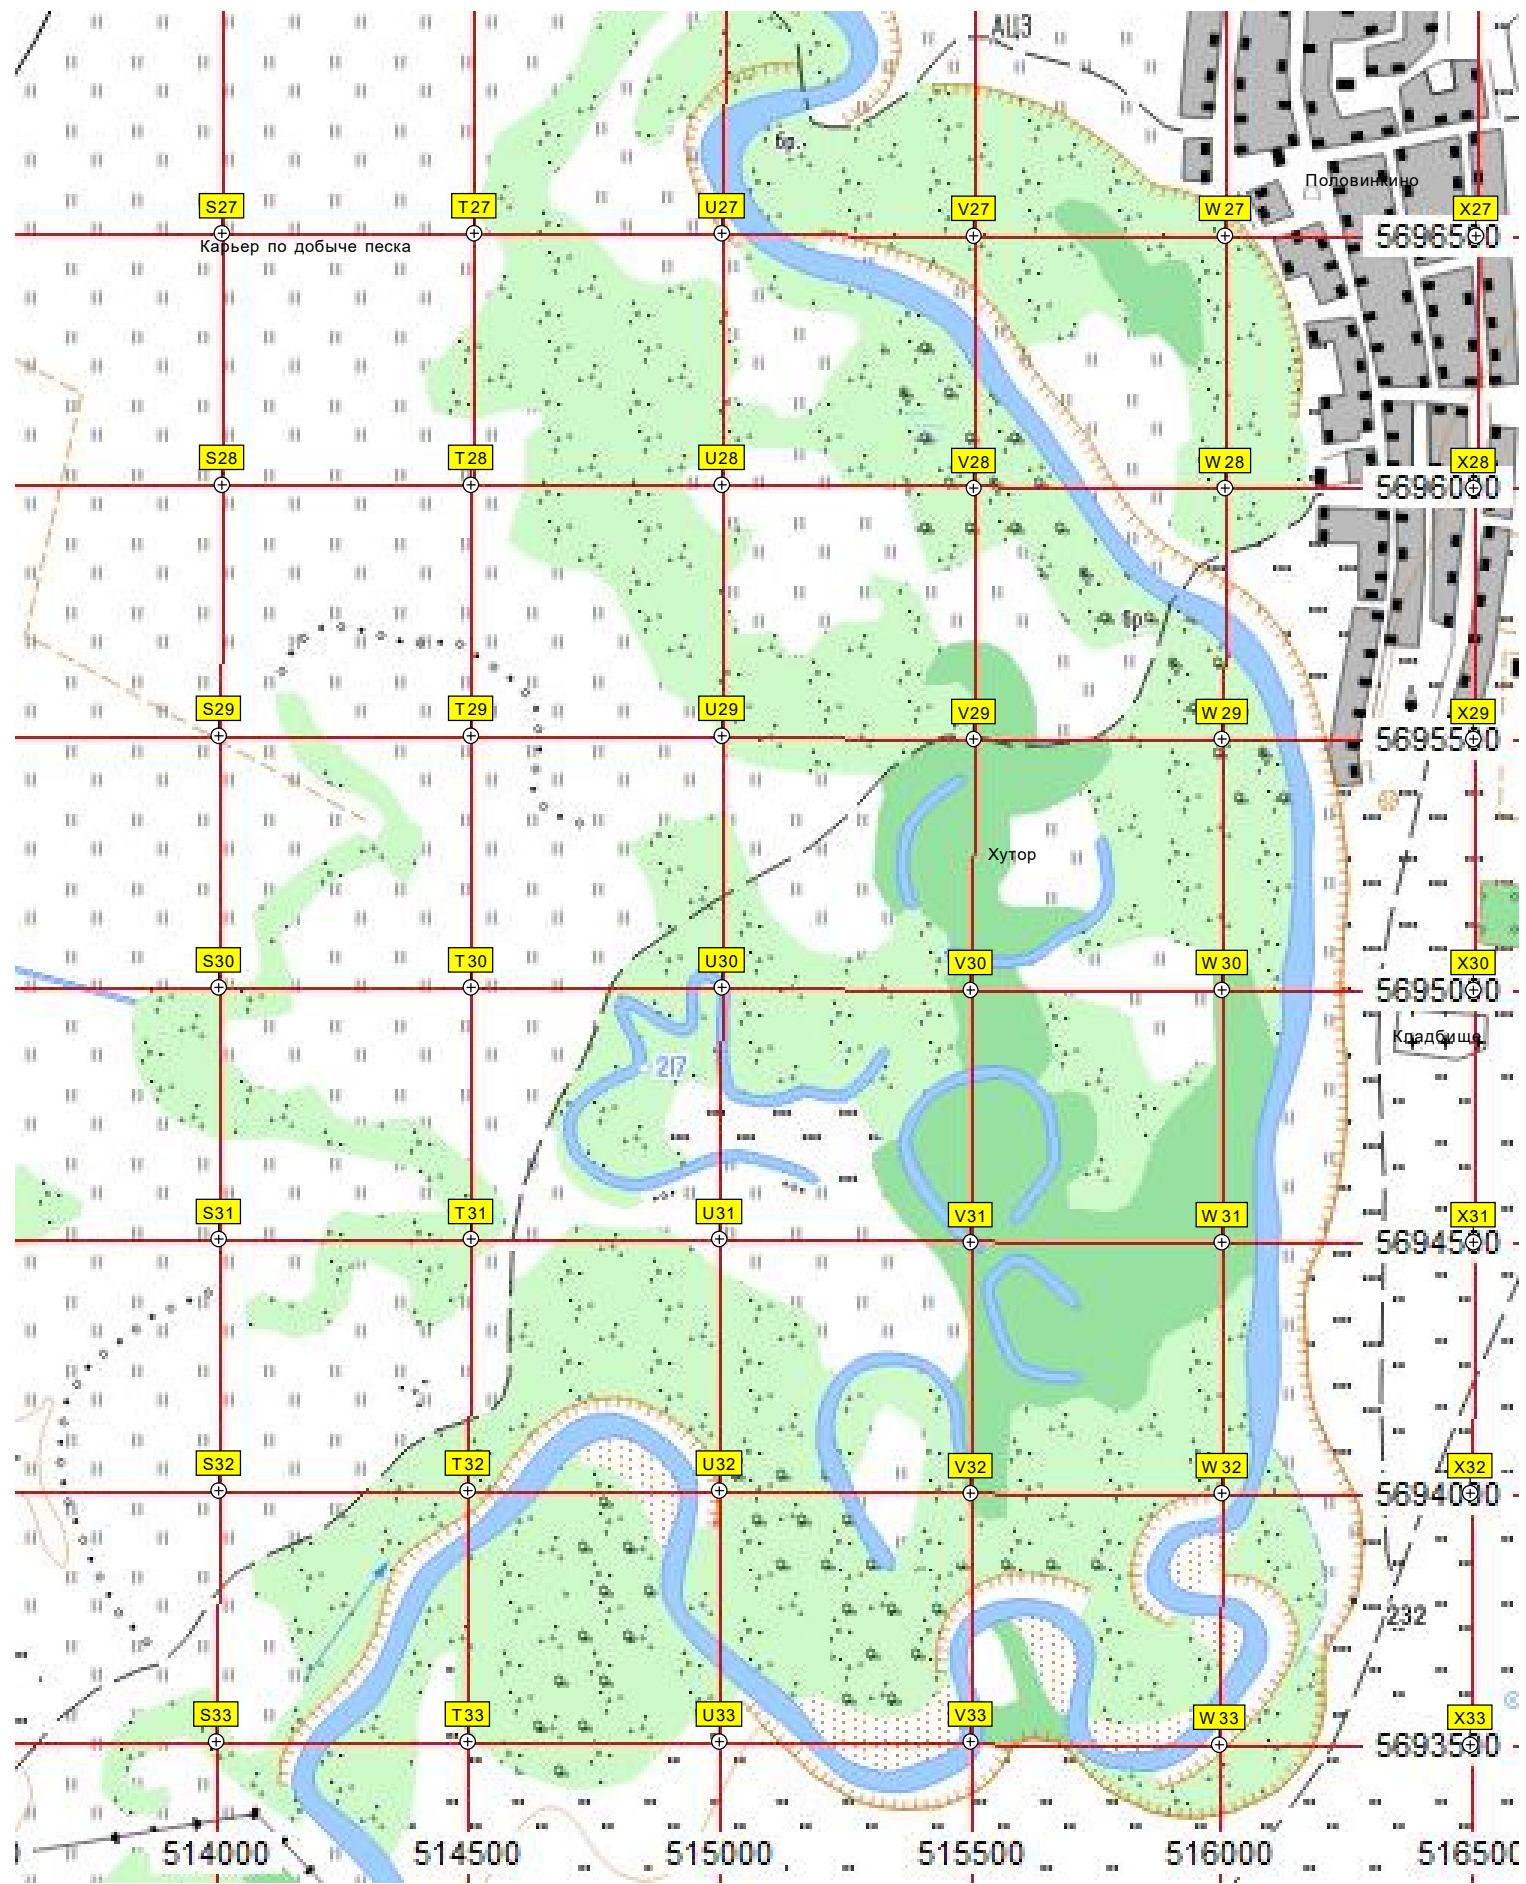 АЦЗ
бр.
Половинкино
S27 T27 U27 V27 W27 X27
5696500
Карьер по добыче песка
S28 T28 U28 V28 W28 X28
5696000
бр
S29 T29 U29 V29 W29 X29
5695500
Хутор
S30 T30 U30 V30 W30 X30
5695000
Кладбище
217
S31 T31 U31 V31 W31 X31
5694500
S32 T32 U32 V32 W32 X32
5694000
232
S33 T33 U33 V33 W33 X33
5693500
514000 514500 515000 515500 516000 516500